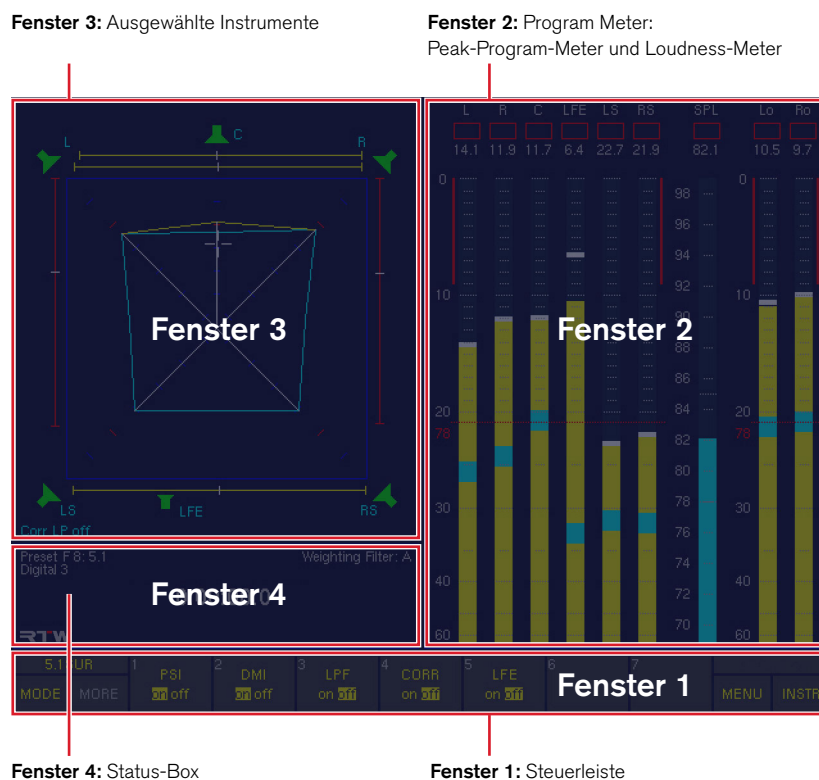 Fenster 3: Ausgewählte Instrumente
Fenster 2: Program Meter:
Peak-Program-Meter und Loudness-Meter
L R C LFE LS RS SPL Lo Ro
14.1 11.9 11.7 6.4 22.7 21.9 82.1 10.5 9.7
L C R
0 0
98
96
94
92
10 10
90
Fenster 3
Fenster 2
88
86
84
20 20
78 78
82
80
30 30
78
76
74
40 40
72
70
60 60
LS LFE RS
Corr LP off
Preset F 8: 5.1 Weighting Filter: A
Digital 3
Fenster 4
RTW
5.1 SUR 1 2 3 4 5 6 7
PSI DMI LPF CORR LFE
MODE MORE on off on off on off on off on off
Fenster 1
MENU INSTR
Fenster 4: Status-Box
Fenster 1: Steuerleiste